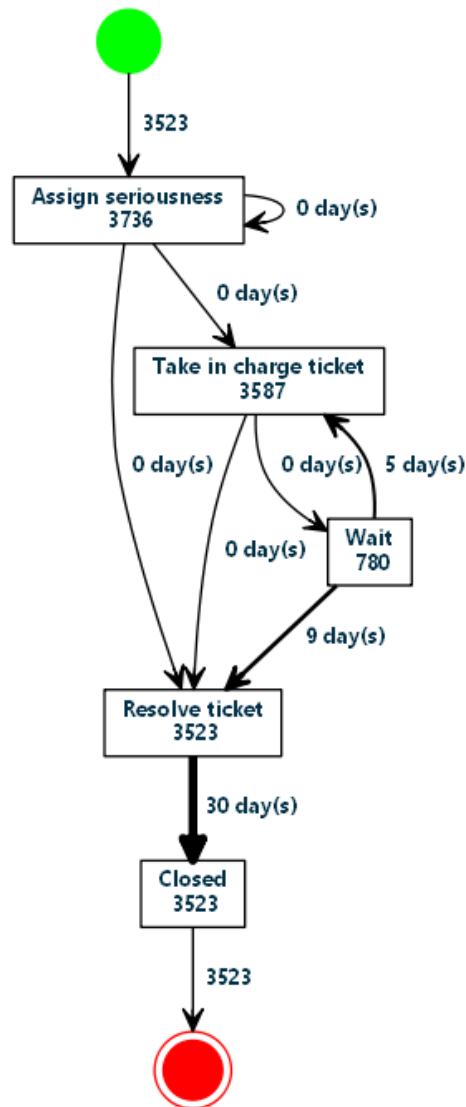 3523
Assign seriousness
3736
0 day(s)
0 day(s)
Take in charge ticket
3587
0 day(s)
0 day(s)
5 day(s)
Wait
780
0 day(s)
9 day(s)
Resolve ticket
3523
30 day(s)
Closed
3523
3523